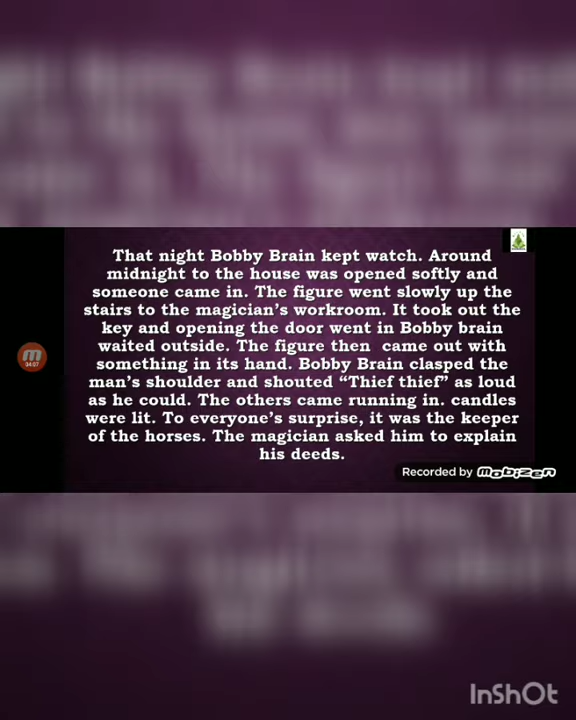 That night Bobby Brain kept watch. Around
midnight to the house was opened softly and
someone came in. The figure went slowly up the
stairs to the magician's workroom. It took out the
key and opening the door went in Bobby brain
waited outside. The figure then came out with
something in its hand. Bobby Brain clasped the
man's shoulder and shouted “Thief thief” as loud
as he could. The others came running in. candles
were lit. To everyone's surprise, it was the keeper
of the horses. The magician asked him to explain
his deeds.
34:07
Recorded by mobizen
InShOt